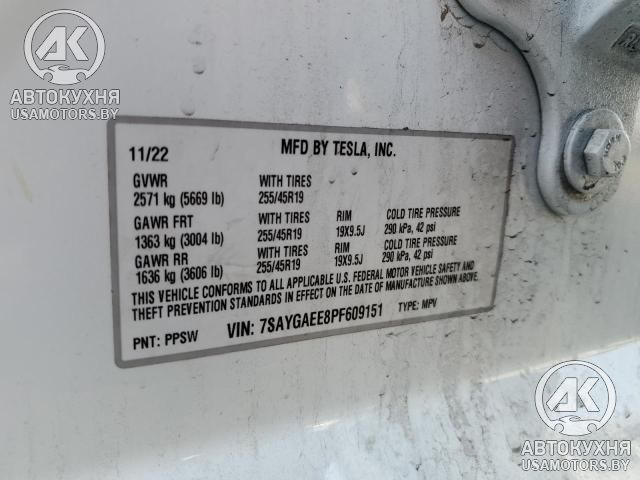 АК
АВТОКУХНЯ
USAMOTORS.BY
11/22 MFD BY TESLA, INC.
GVWR WITH TIRES
2571 kg (5669 lb) 255/45R19
GAWR FRT WITH TIRES RIM COLD TIRE PRESSURE
1363 kg (3004 lb) 255/45R19 19X9.5J 290 kPa, 42 psi
GAWR RR WITH TIRES RIM COLD TIRE PRESSURE
1636 kg (3606 lb) 255/45R19 19X9.5J 290 kPa, 42 psi
THIS VEHICLE CONFORMS TO ALL APPLICABLE U.S. FEDERAL MOTOR VEHICLE SAFETY AND
THEFT PREVENTION STANDARDS IN EFFECT ON THE DATE OF MANUFACTURE SHOWN ABOVE.
PNT: PPSW VIN: 7SAYGAEE8PF609151 TYPE: MPV
АК
АВТОКУХНЯ
USAMOTORS.BY